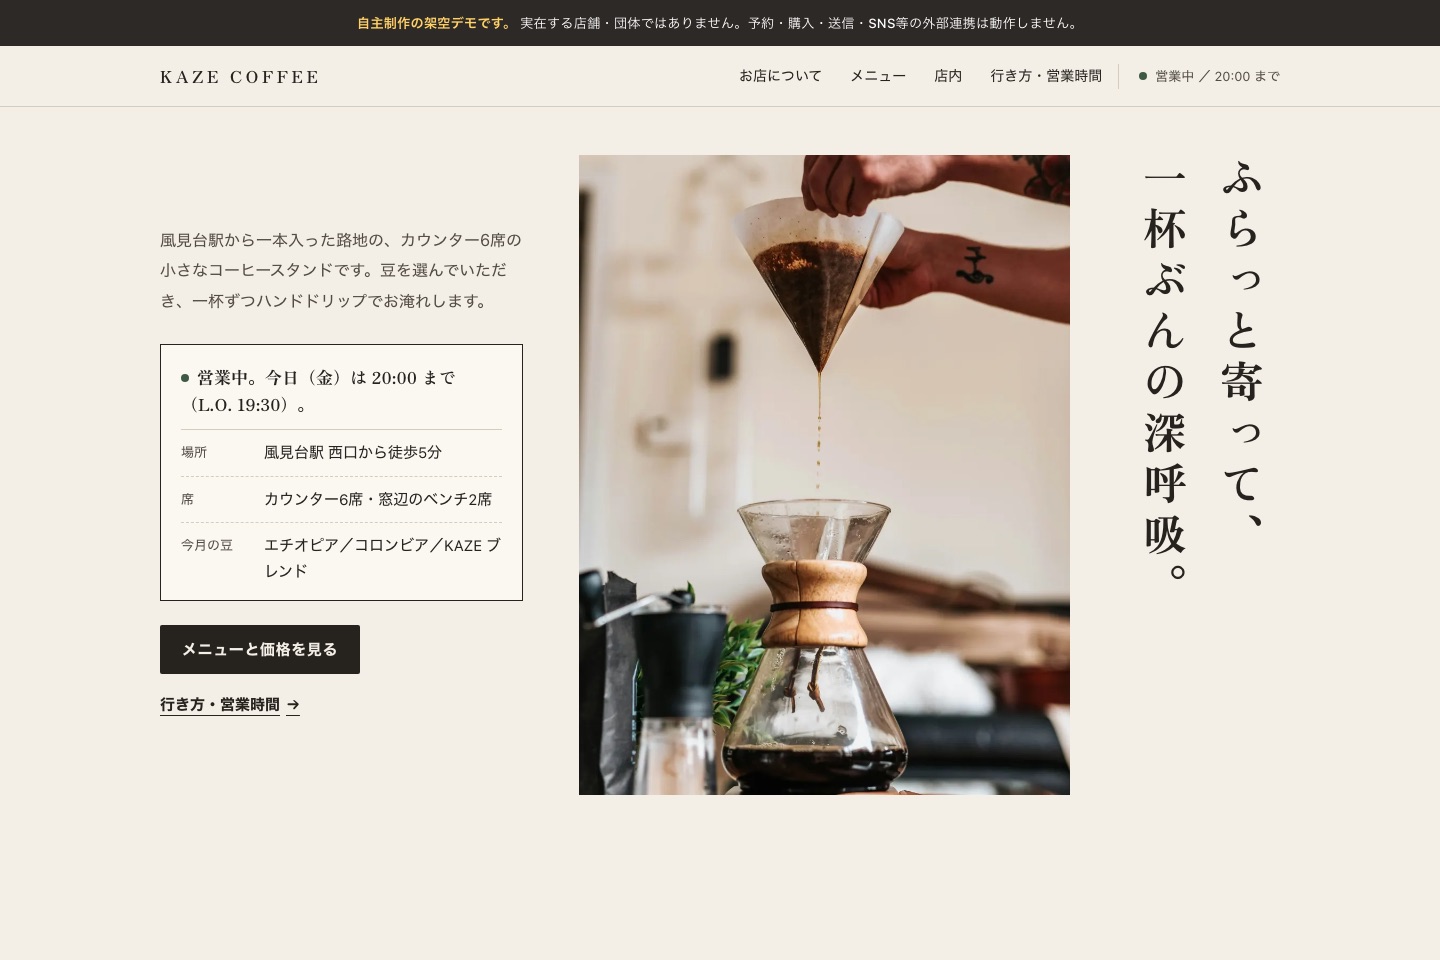 自主制作の架空デモです。 実在する店舗・団体ではありません。予約・購入・送信・SNS等の外部連携は動作しません。
KAZE COFFEE
お店について
メニュー
店内
行き方・営業時間
営業中 ／ 20:00 まで
ふらっと寄って、
一杯ぶんの深呼吸。
風見台駅から一本入った路地の、カウンター6席の
小さなコーヒースタンドです。豆を選んでいただ
き、一杯ずつハンドドリップでお淹れします。
営業中。今日（金）は 20:00 まで
（L.O. 19:30）。
場所 風見台駅 西口から徒歩5分
席 カウンター6席・窓辺のベンチ2席
今月の豆 エチオピア／コロンビア／KAZE ブ
レンド
メニューと価格を見る
行き方・営業時間 →